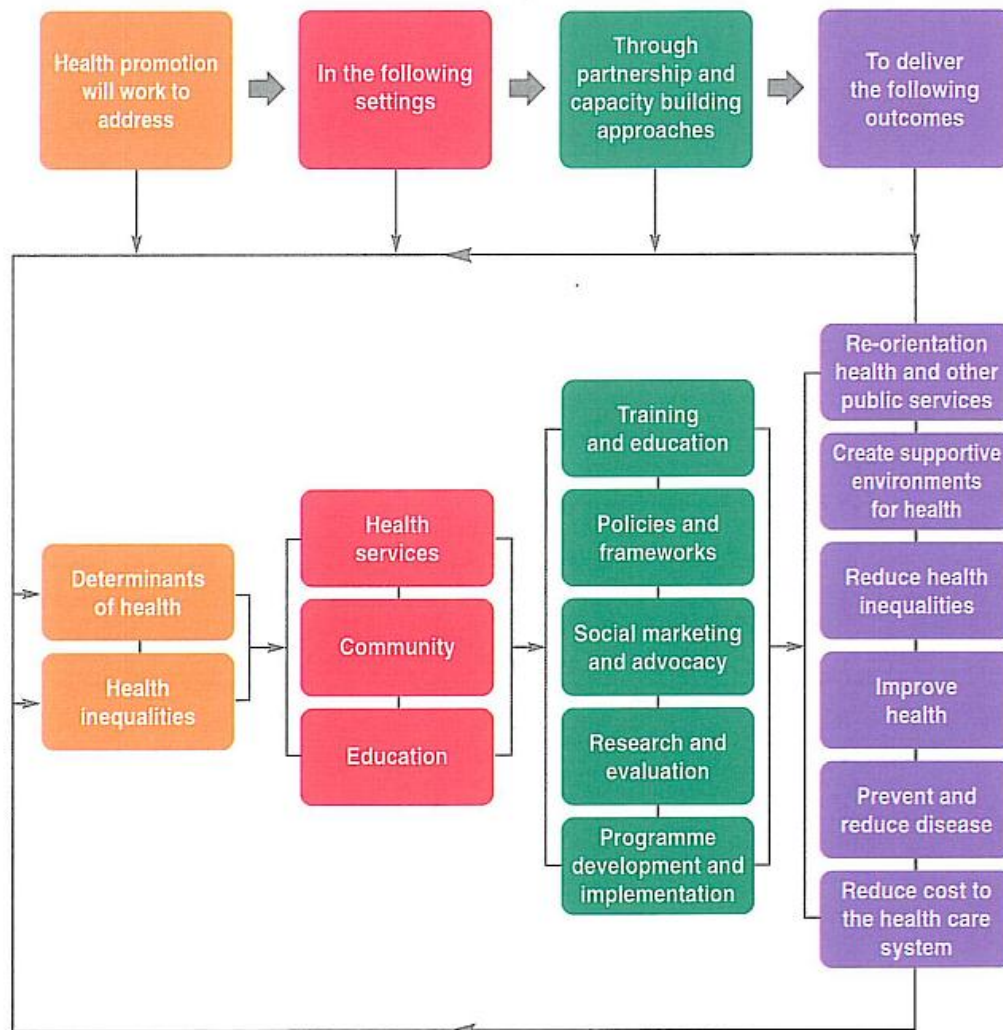 Health promotion
will work to
address
In the following
settings
Through
partnership and
capacity building
approaches
To deliver
the following
outcomes
Determinants
of health
Health
inequalities
Health
services
Community
Education
Training
and education
Policies and
frameworks
Social marketing
and advocacy
Research and
evaluation
Programme
development and
implementation
Re-orientation
health and other
public services
Create supportive
environments
for health
Reduce health
inequalities
Improve
health
Prevent and
reduce disease
Reduce cost to
the health care
system